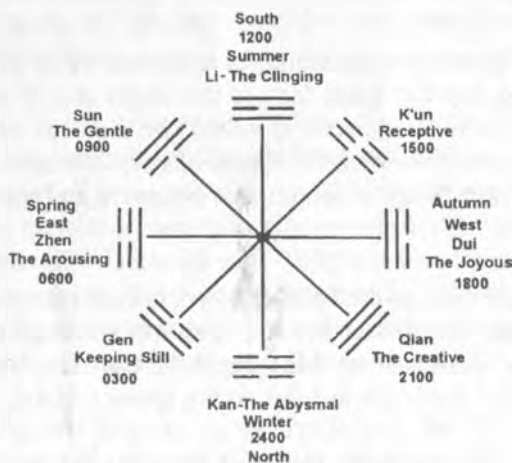 South
1200
Summer
Li- The Clinging
Sun
The Gentle
0900
K'un
Receptive
1500
Spring
East
Zhen
The Arousing
0600
Autumn
West
Dui
The Joyous
1800
Gen
Keeping Still
0300
Qian
The Creative
2100
Kan-The Abysmal
Winter
2400
North